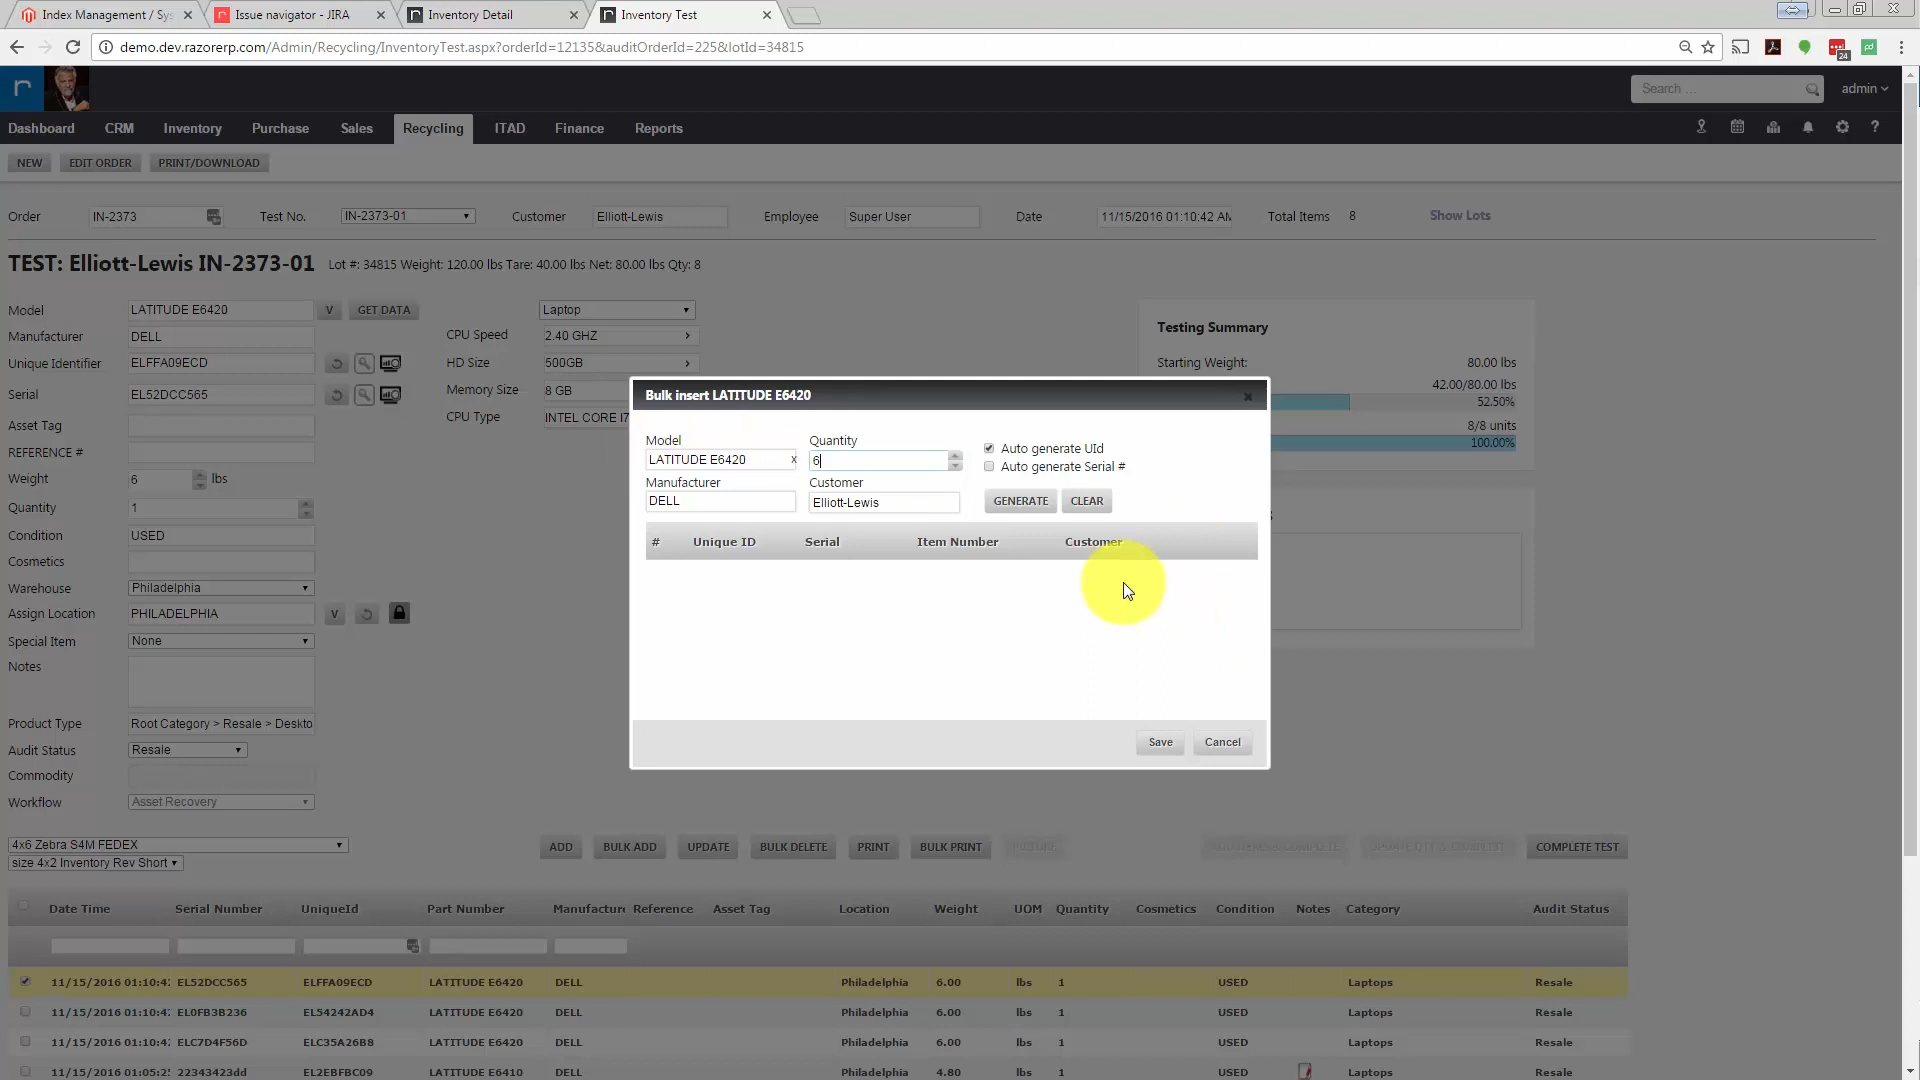 Index Management / Sys
Issue navigator - JIRA
Inventory Detail
Inventory Test
demo.dev.razorerp.com/Admin/Recycling/InventoryTest.aspx?orderId=12135&auditOrderId=225&lotId=34815
24
r
Search ...
admin
Dashboard CRM Inventory Purchase Sales Recycling ITAD Finance Reports
NEW EDIT ORDER PRINT/DOWNLOAD
Order IN-2373 Test No. IN-2373-01 Customer Elliott-Lewis Employee Super User Date 11/15/2016 01:10:42 AM Total Items 8 Show Lots
TEST: Elliott-Lewis IN-2373-01 Lot #: 34815 Weight: 120.00 lbs Tare: 40.00 lbs Net: 80.00 lbs Qty: 8
Model LATITUDE E6420 V GET DATA Laptop
Manufacturer DELL CPU Speed 2.40 GHZ
Unique Identifier ELFFA09ECD HD Size 500GB
Serial EL52DCC565 Memory Size 8 GB
Asset Tag CPU Type INTEL CORE I7
REFERENCE #
Weight 6 lbs
Quantity 1
Condition USED
Cosmetics
Warehouse Philadelphia
Assign Location PHILADELPHIA V
Special Item None
Notes
Product Type Root Category > Resale > Deskto
Audit Status Resale
Commodity
Workflow Asset Recovery
Testing Summary
Starting Weight: 80.00 lbs
42.00/80.00 lbs
52.50%
8/8 units
100.00%
Bulk insert LATITUDE E6420 x
Model Quantity
LATITUDE E6420 x 6
Auto generate UId
Auto generate Serial #
Manufacturer Customer
DELL Elliott-Lewis
GENERATE CLEAR
# Unique ID Serial Item Number Customer
Save Cancel
4x6 Zebra S4M FEDEX
size 4x2 Inventory Rev Short
ADD BULK ADD UPDATE BULK DELETE PRINT BULK PRINT COMPLETE TEST
Date Time Serial Number UniqueId Part Number Manufacture Reference Asset Tag Location Weight UOM Quantity Cosmetics Condition Notes Category Audit Status
11/15/2016 01:10:42 EL52DCC565 ELFFA09ECD LATITUDE E6420 DELL Philadelphia 6.00 lbs 1 USED Laptops Resale
11/15/2016 01:10:42 EL0FB3B236 EL54242AD4 LATITUDE E6420 DELL Philadelphia 6.00 lbs 1 USED Laptops Resale
11/15/2016 01:10:42 ELC7D4F56D ELC35A26B8 LATITUDE E6420 DELL Philadelphia 6.00 lbs 1 USED Laptops Resale
11/15/2016 01:05:25 22343423dd EL2EBFBC09 LATITUDE E6410 DELL Philadelphia 4.80 lbs 1 USED Laptops Resale